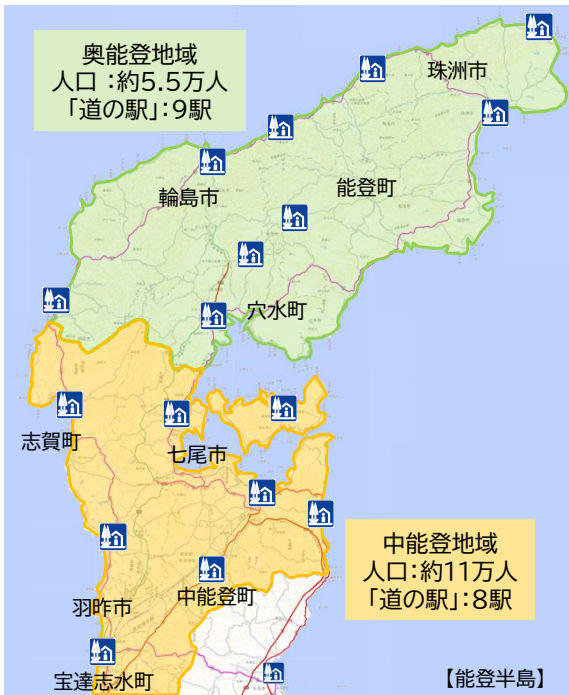 奥能登地域
人口：約5.5万人
「道の駅」：9駅
珠洲市
輪島市
能登町
穴水町
志賀町
七尾市
中能登地域
人口：約11万人
「道の駅」：8駅
羽咋市
中能登町
宝達志水町
【能登半島】